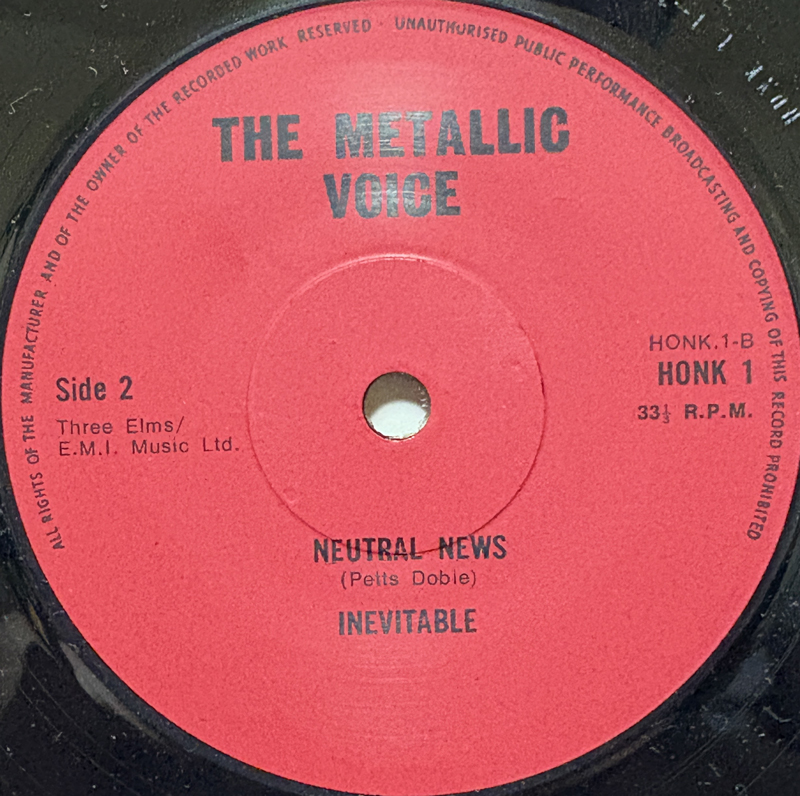 ALL RIGHTS OF THE MANUFACTURER AND OF THE OWNER OF THE RECORDED WORK RESERVED · UNAUTHORISED PUBLIC PERFORMANCE BROADCASTING AND COPYING OF THIS RECORD PROHIBITED
THE METALLIC
VOICE
HONK.1-B
Side 2
HONK 1
33⅓ R.P.M.
Three Elms/
E.M.I. Music Ltd.
NEUTRAL NEWS
(Petts Dobie)
INEVITABLE